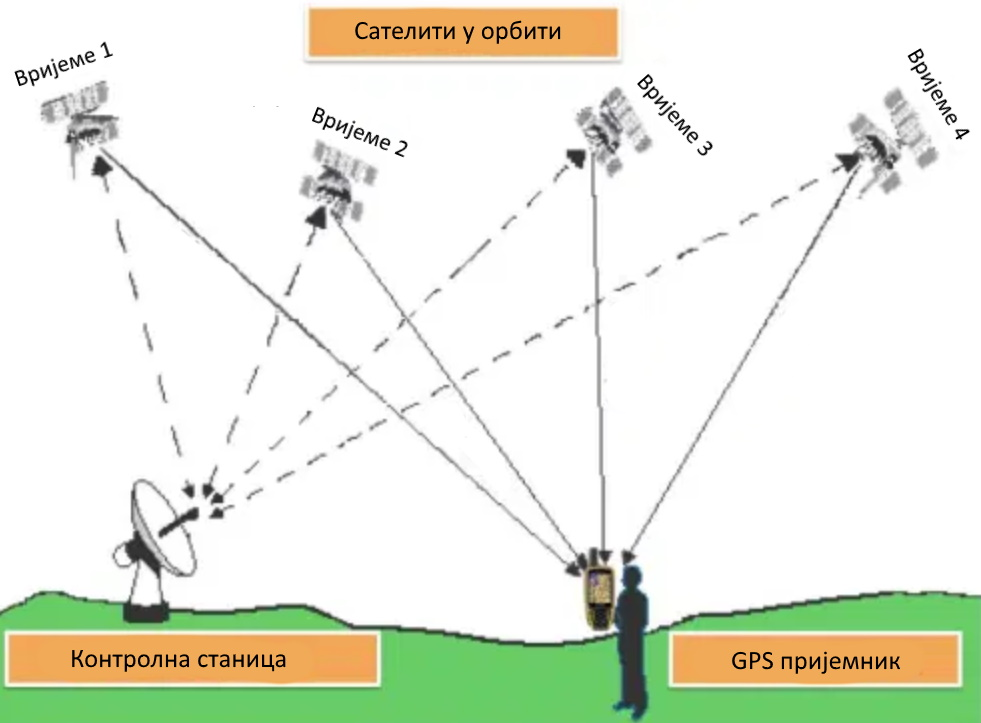 Сателити у орбити
Вријеме 1
Вријеме 2
Вријеме 3
Вријеме 4
Контролна станица
GPS пријемник